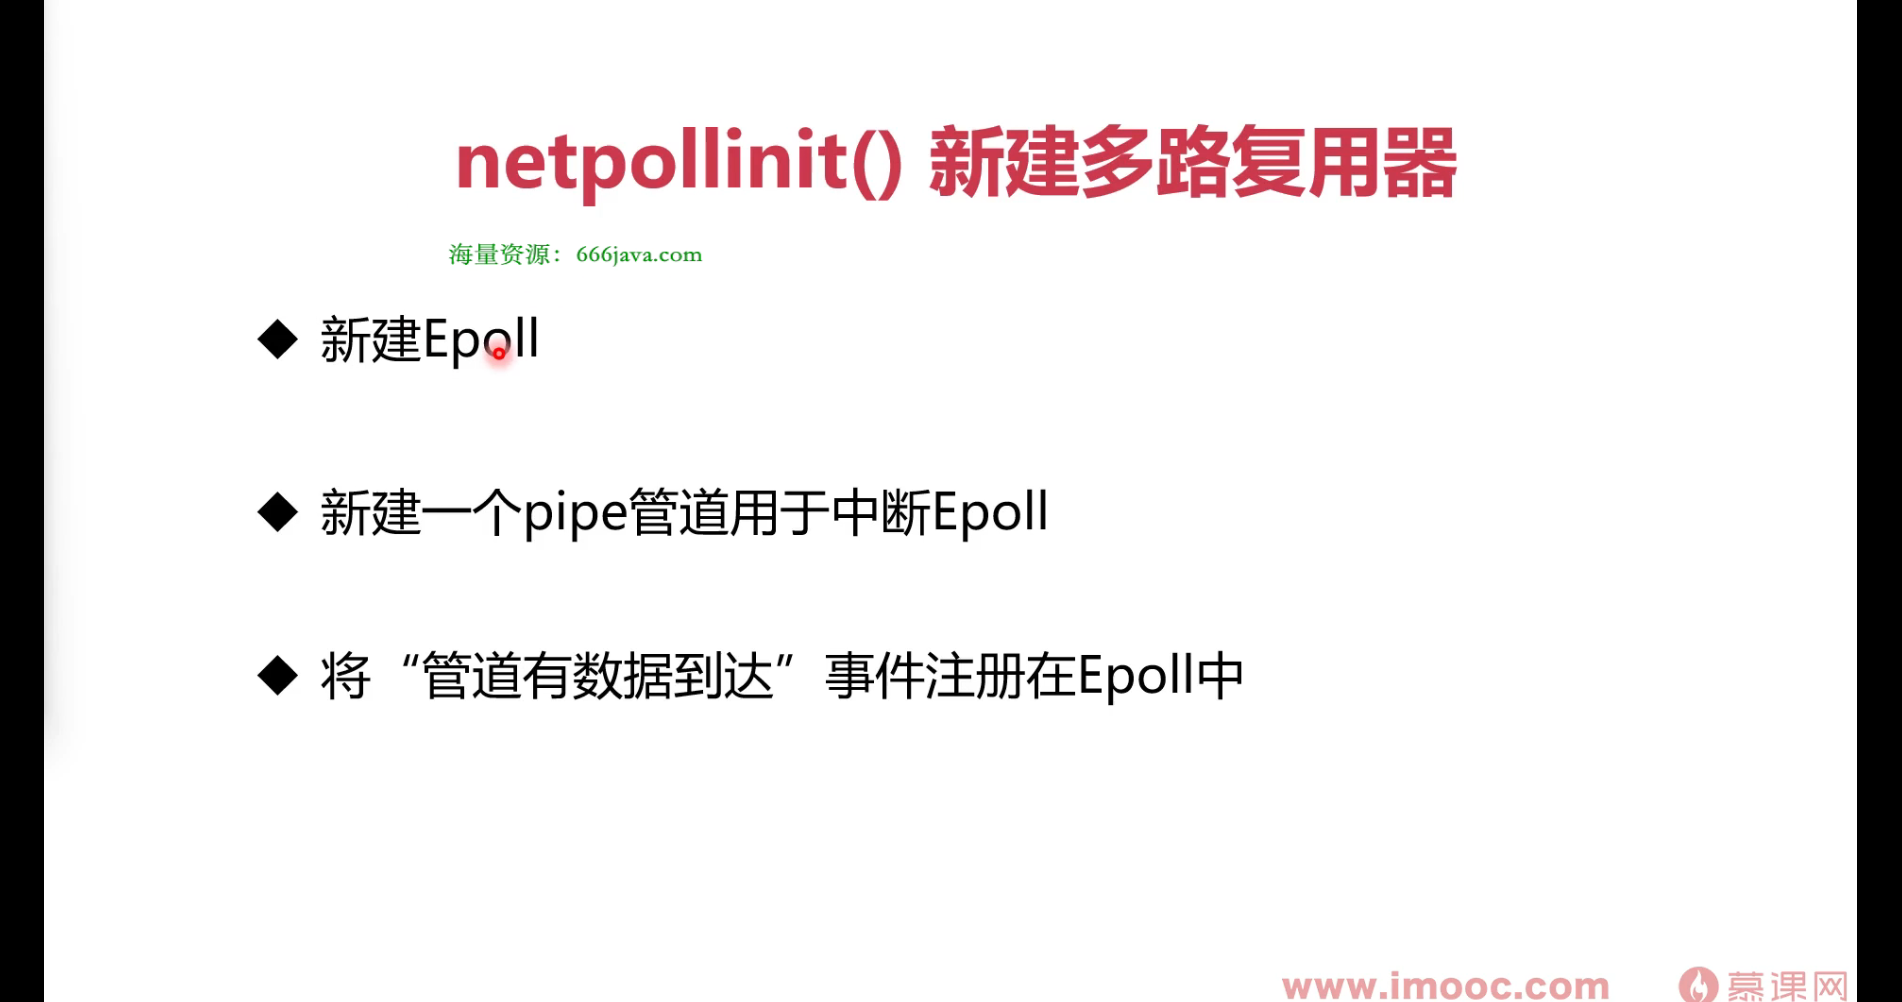 netpollinit() 新建多路复用器
海量资源：666java.com
◆ 新建Epoll
◆ 新建一个pipe管道用于中断Epoll
◆ 将“管道有数据到达”事件注册在Epoll中
www.imooc.com 慕课网